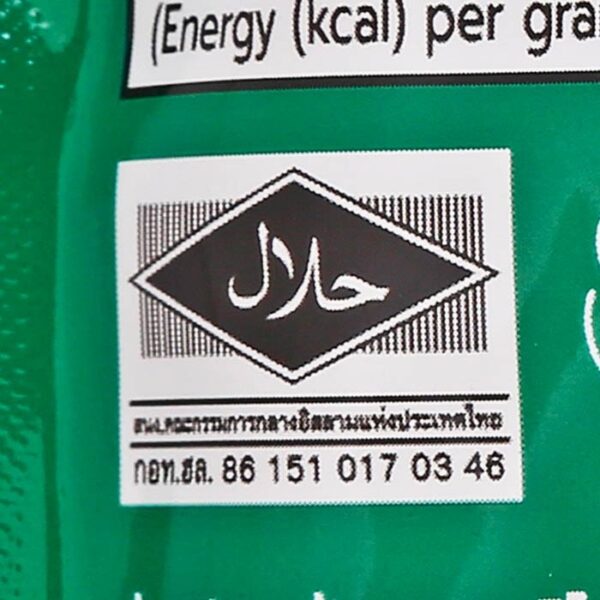 (Energy (kcal) per gra
حلال
สนง.คณะกรรมการกลางอิสลามแห่งประเทศไทย
กอท.ฮล. 86 151 017 03 46